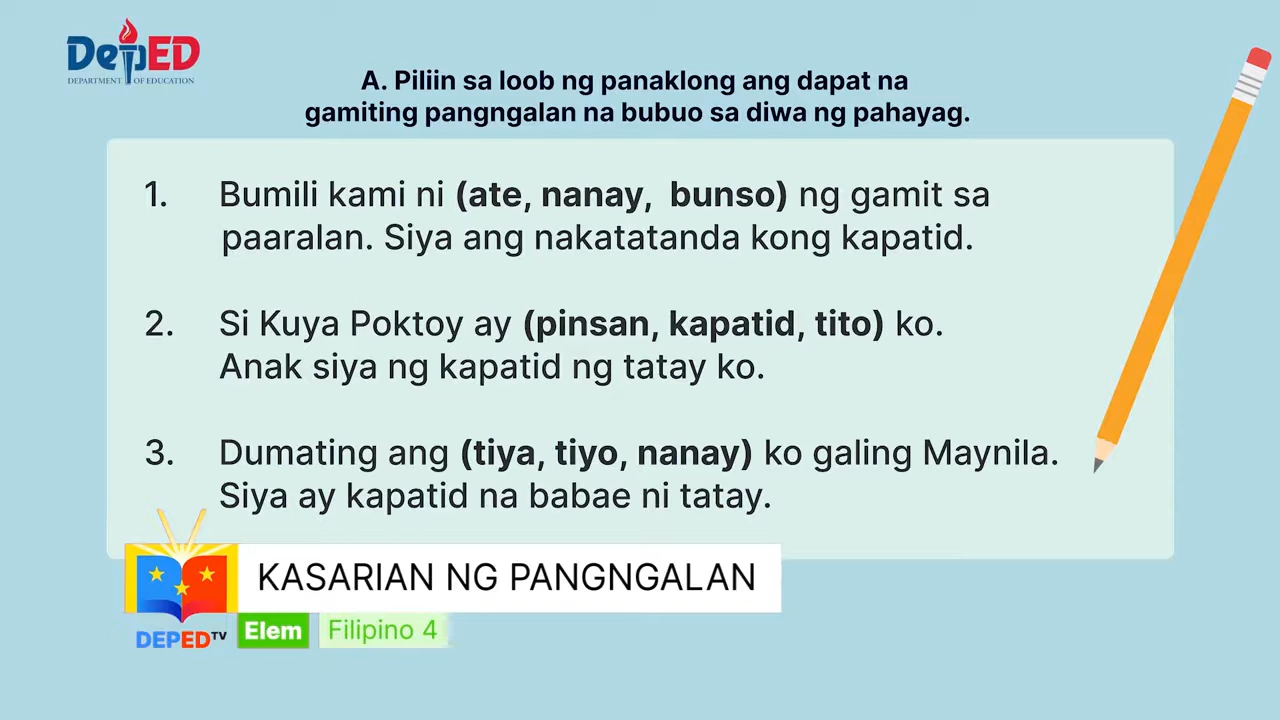 DepED
DEPARTMENT OF EDUCATION
A. Piliin sa loob ng panaklong ang dapat na
gamiting pangngalan na bubuo sa diwa ng pahayag.
1. Bumili kami ni (ate, nanay, bunso) ng gamit sa
paaralan. Siya ang nakatatanda kong kapatid.
2. Si Kuya Poktoy ay (pinsan, kapatid, tito) ko.
Anak siya ng kapatid ng tatay ko.
3. Dumating ang (tiya, tiyo, nanay) ko galing Maynila.
Siya ay kapatid na babae ni tatay.
KASARIAN NG PANGNGALAN
DEPED TV
Elem Filipino 4